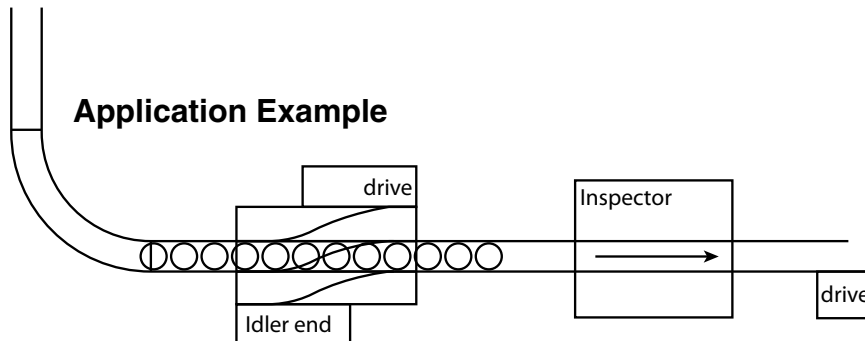 Application Example
drive
Inspector
drive
Idler end